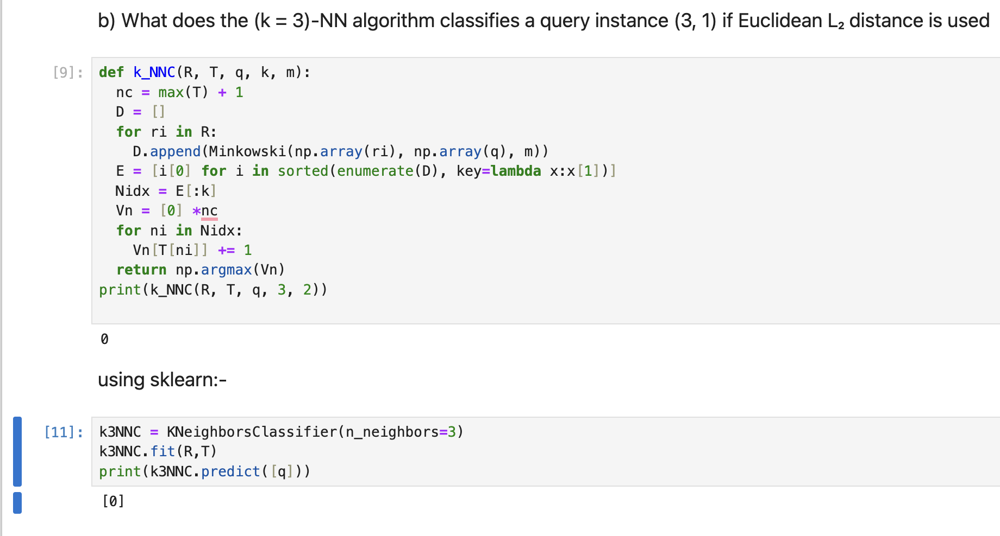 b) What does the (k = 3)-NN algorithm classifies a query instance (3, 1) if Euclidean L₂ distance is used
[9]:
def k_NNC(R, T, q, k, m):
  nc = max(T) + 1
  D = []
  for ri in R:
    D.append(Minkowski(np.array(ri), np.array(q), m))
  E = [i[0] for i in sorted(enumerate(D), key=lambda x:x[1])]
  Nidx = E[:k]
  Vn = [0] *nc
  for ni in Nidx:
    Vn[T[ni]] += 1
  return np.argmax(Vn)
print(k_NNC(R, T, q, 3, 2))
0
using sklearn:-
[11]:
k3NNC = KNeighborsClassifier(n_neighbors=3)
k3NNC.fit(R,T)
print(k3NNC.predict([q]))
[0]